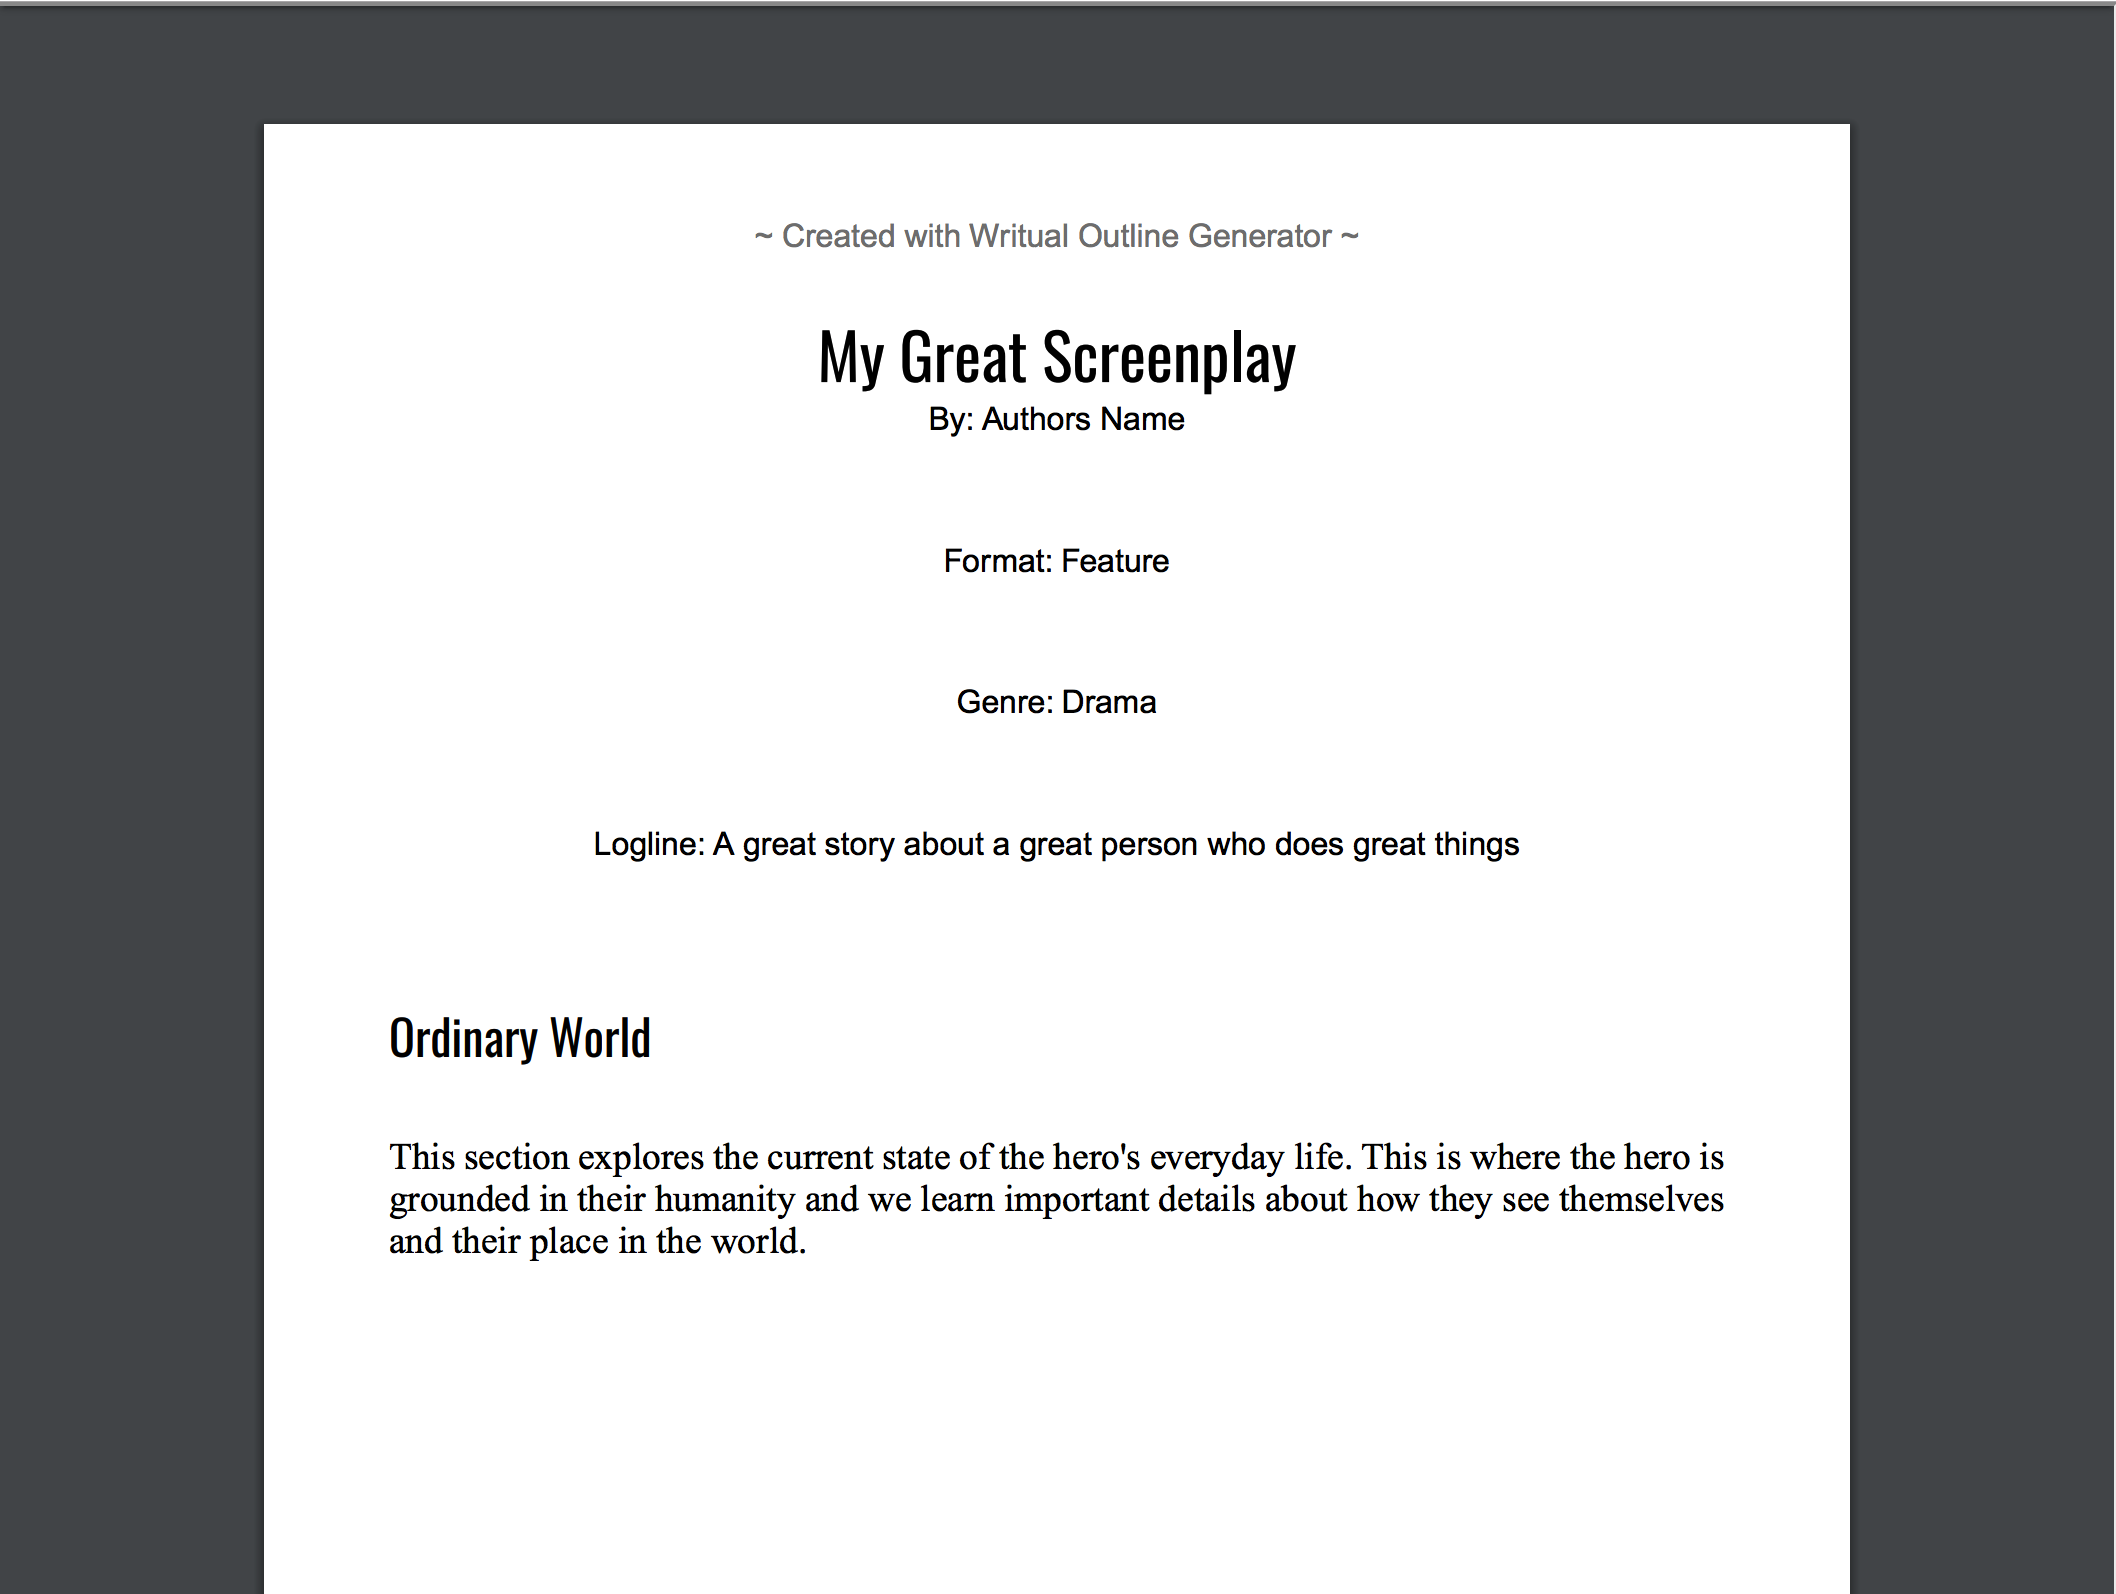 ~ Created with Writual Outline Generator ~
My Great Screenplay
By: Authors Name
Format: Feature
Genre: Drama
Logline: A great story about a great person who does great things
Ordinary World
This section explores the current state of the hero's everyday life. This is where the hero is
grounded in their humanity and we learn important details about how they see themselves
and their place in the world.